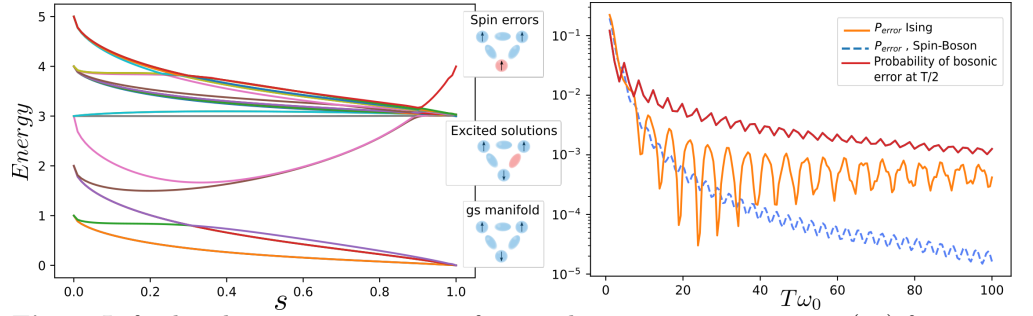 5
4
3
2
1
0
Energy
0.0
0.2
0.4
0.6
0.8
1.0
s
Spin errors
Excited solutions
gs manifold
10⁻¹
10⁻²
10⁻³
10⁻⁴
10⁻⁵
0
20
40
60
80
100
Tω₀
P_error Ising
P_error , Spin-Boson
Probability of bosonic
error at T/2